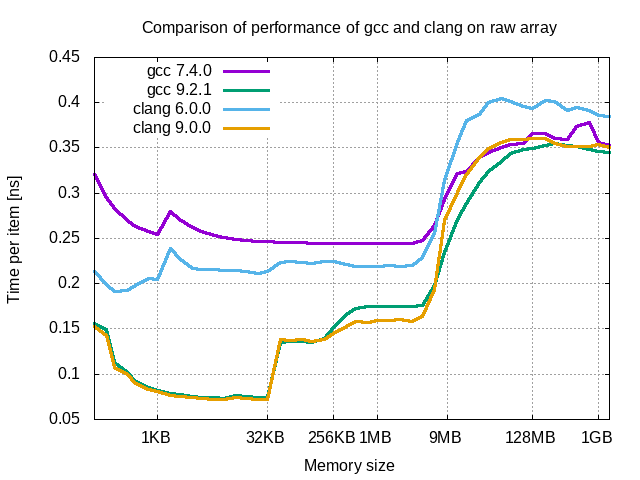 Comparison of performance of gcc and clang on raw array
0.45
0.4
0.35
0.3
0.25
0.2
0.15
0.1
0.05
Time per item [ns]
gcc 7.4.0
gcc 9.2.1
clang 6.0.0
clang 9.0.0
1KB 32KB 256KB 1MB 9MB 128MB 1GB
Memory size